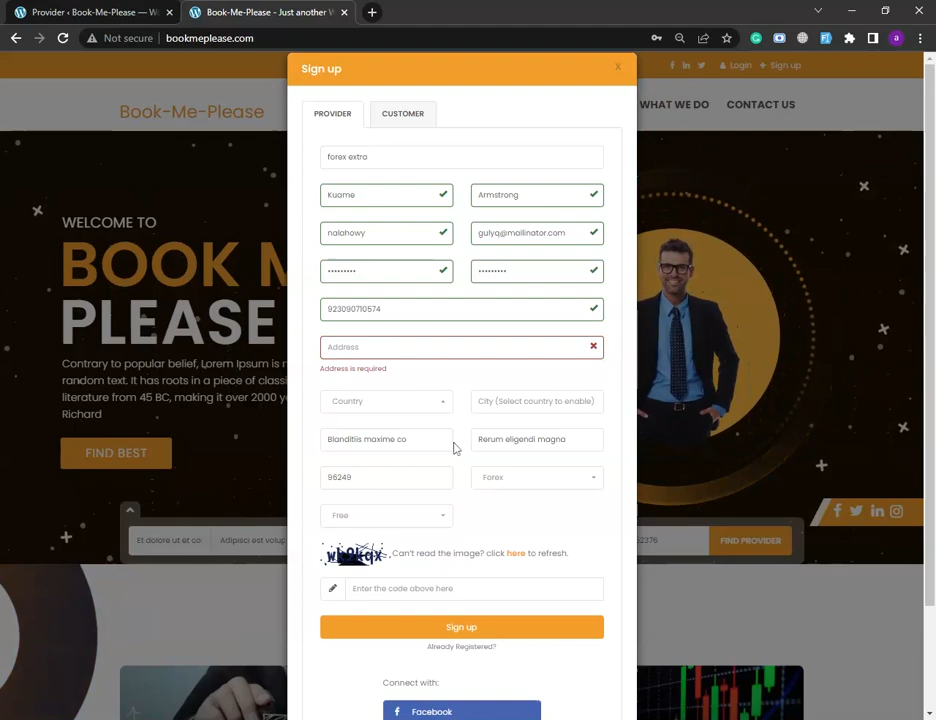 Provider ‹ Book-Me-Please — W
Book-Me-Please - Just another W
Not secure
bookmeplease.com
a
Login
Sign up
Book-Me-Please
WHAT WE DO
CONTACT US
Sign up
x
PROVIDER
CUSTOMER
forex extra
Kuame
Armstrong
nalahowy
gulyq@mailinator.com
923090710574
Address
Address is required
Country
City (Select country to enable)
Blanditiis maxime co
Rerum eligendi magna
96249
Forex
Free
Can't read the image? click here to refresh.
Enter the code above here
Sign up
Already Registered?
Connect with:
Facebook
WELCOME TO
BOOK M
PLEASE
Contrary to popular belief, Lorem Ipsum is n
random text. It has roots in a piece of classi
literature from 45 BC, making it over 2000 y
Richard
FIND BEST
Et dolore ut et co
Adipisci est volup
52376
FIND PROVIDER